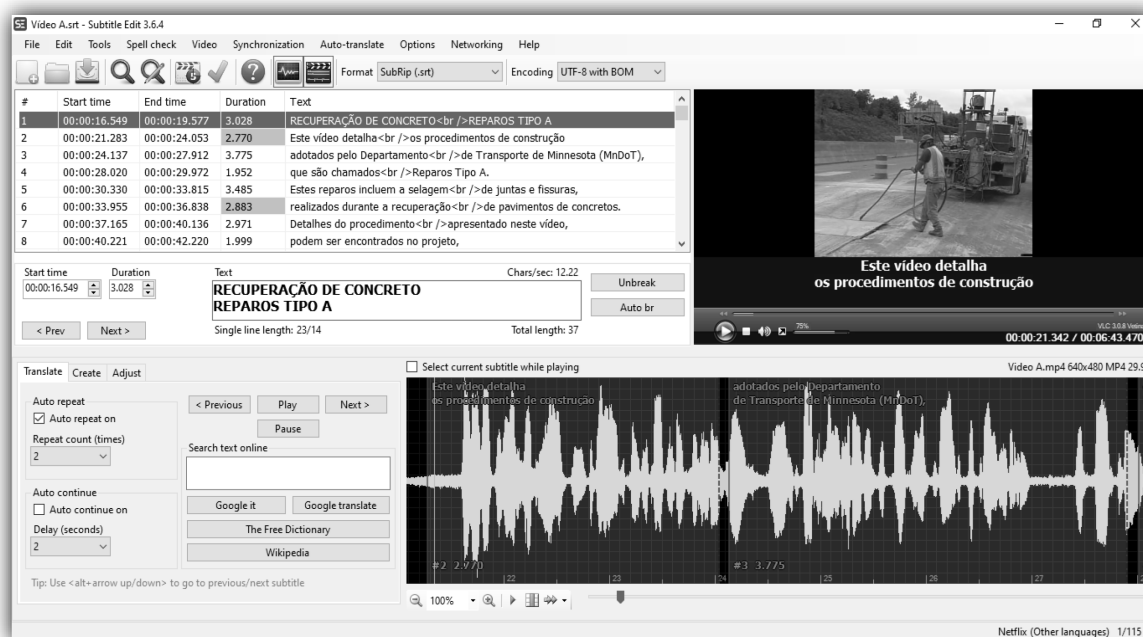 Vídeo A.srt - Subtitle Edit 3.6.4
File Edit Tools Spell check Video Synchronization Auto-translate Options Networking Help
Format SubRip (.srt) Encoding UTF-8 with BOM
# Start time End time Duration Text
1 00:00:16.549 00:00:19.577 3.028 RECUPERAÇÃO DE CONCRETO<br />REPAROS TIPO A
2 00:00:21.283 00:00:24.053 2.770 Este vídeo detalha<br />os procedimentos de construção
3 00:00:24.137 00:00:27.912 3.775 adotados pelo Departamento<br />de Transporte de Minnesota (MnDoT),
4 00:00:28.020 00:00:29.972 1.952 que são chamados<br />Reparos Tipo A.
5 00:00:30.330 00:00:33.815 3.485 Estes reparos incluem a selagem<br />de juntas e fissuras,
6 00:00:33.955 00:00:36.838 2.883 realizados durante a recuperação<br />de pavimentos de concretos.
7 00:00:37.165 00:00:40.136 2.971 Detalhes do procedimento<br />apresentado neste vídeo,
8 00:00:40.221 00:00:42.220 1.999 podem ser encontrados no projeto,
Este vídeo detalha
os procedimentos de construção
75%
VLC 3.0.8
00:00:21.342 / 00:06:43.470
Start time Duration Text Chars/sec: 12.22
00:00:16.549 3.028
RECUPERAÇÃO DE CONCRETO
REPAROS TIPO A
Unbreak
Auto br
< Prev Next >
Single line length: 23/14 Total length: 37
Translate Create Adjust
Auto repeat
Auto repeat on
Repeat count (times)
2
Auto continue
Auto continue on
Delay (seconds)
2
< Previous Play Next >
Pause
Search text online
Google it Google translate
The Free Dictionary
Wikipedia
Tip: Use <alt+arrow up/down> to go to previous/next subtitle
Select current subtitle while playing
Video A.mp4 640x480 MP4 29.9
Este vídeo detalha
os procedimentos de construção
adotados pelo Departamento
de Transporte de Minnesota (MnDoT),
#2 2.770 #3 3.775
22 23 24 25 26 27
100%
Netflix (Other languages) 1/115